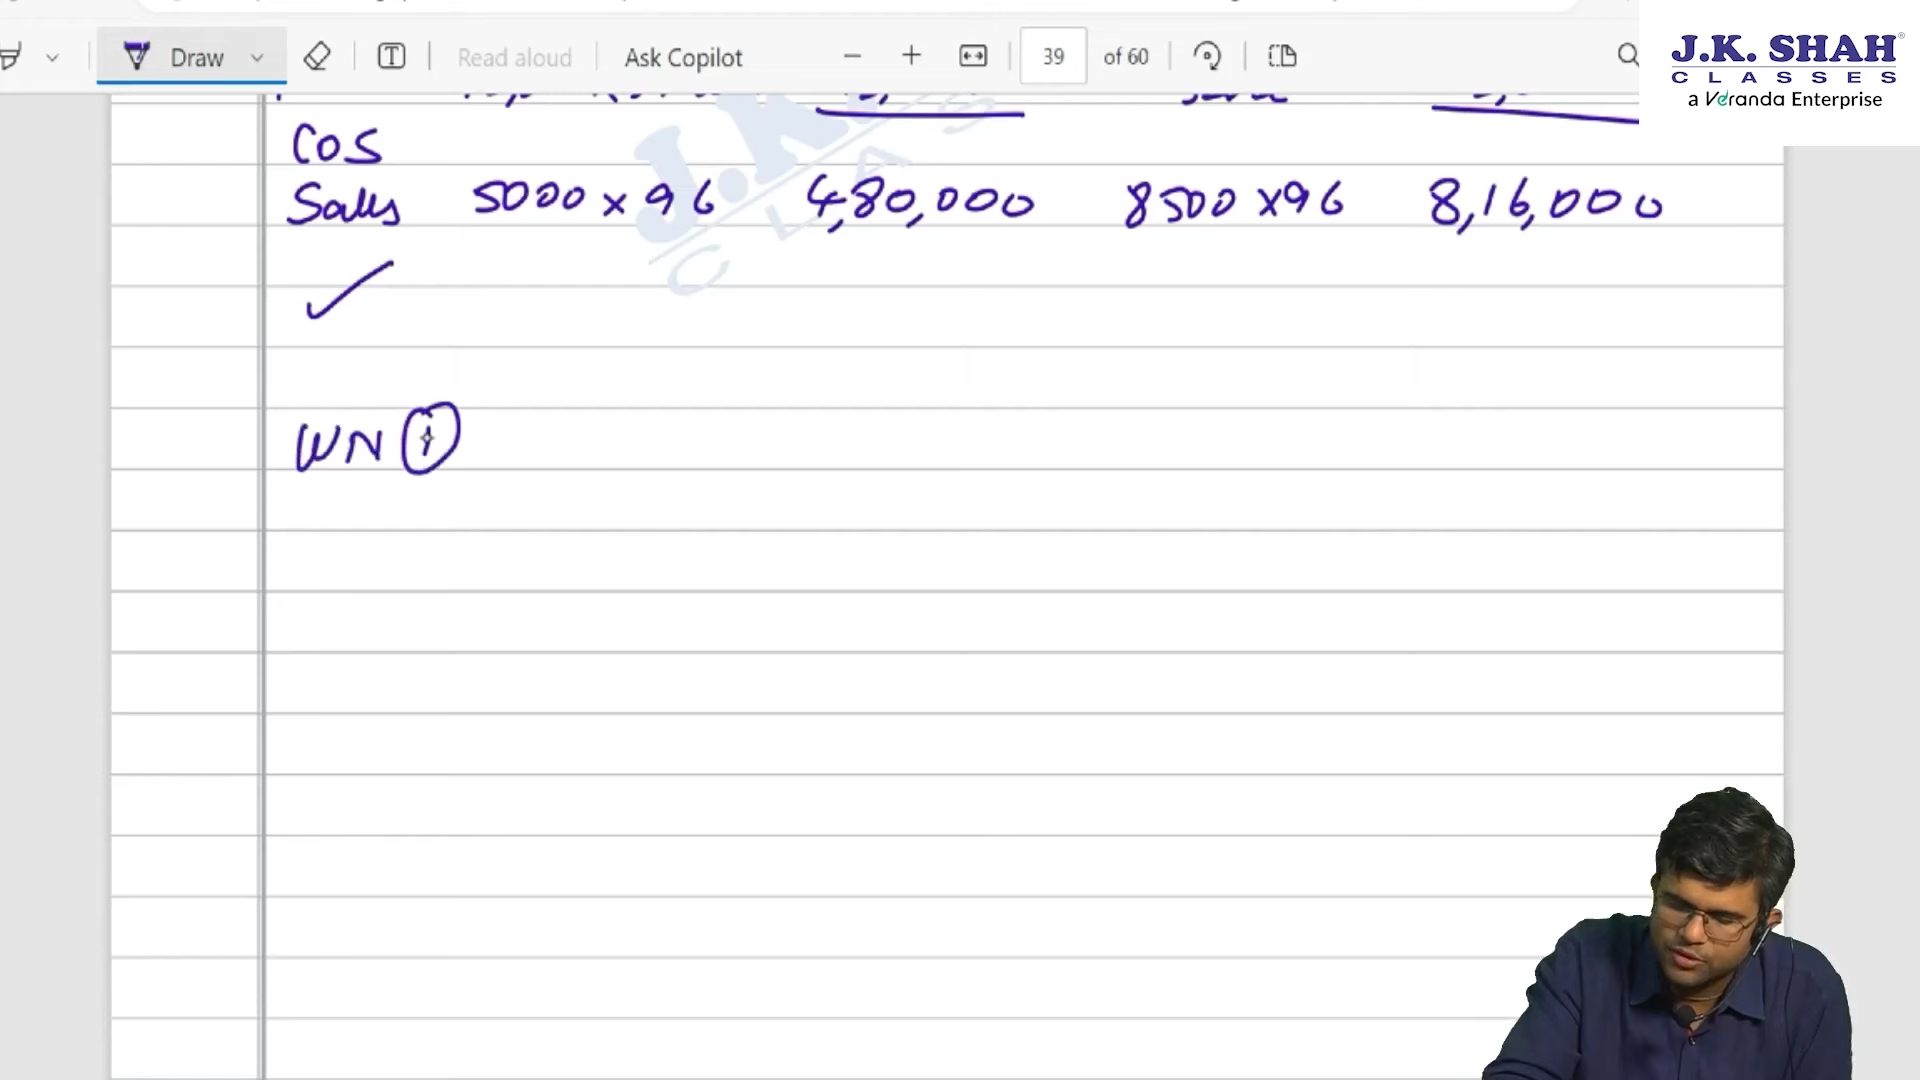 Draw
Read aloud
Ask Copilot
39 of 60
J.K. SHAH
CLASSES
a Veranda Enterprise
COS
Sales 5000 x 96 4,80,000 8500 x96 8,16,000
WN 1